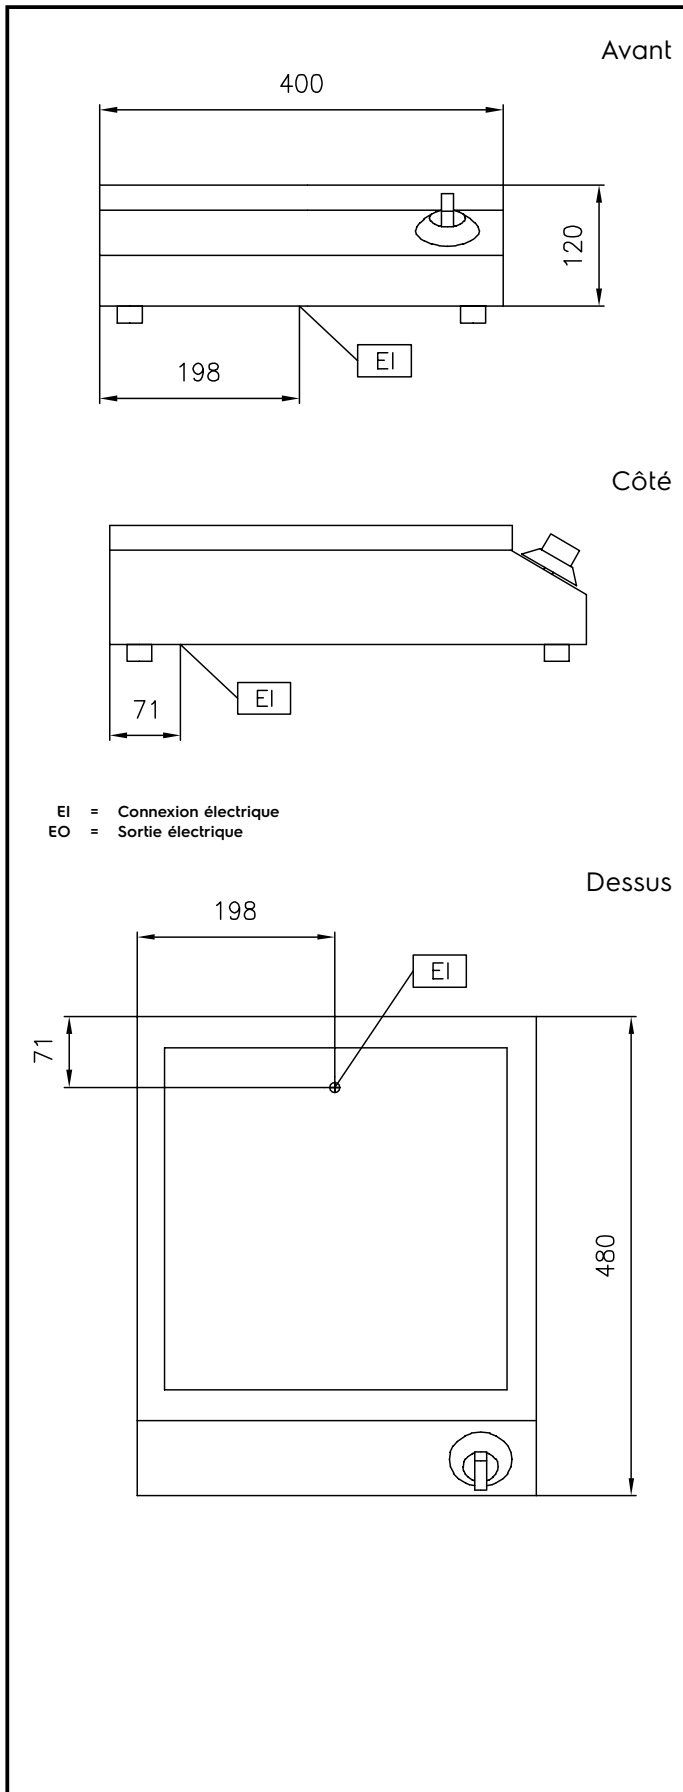 Avant
400
120
EI
198
Côté
EI
71
EI = Connexion électrique
EO = Sortie électrique
Dessus
198
EI
71
480